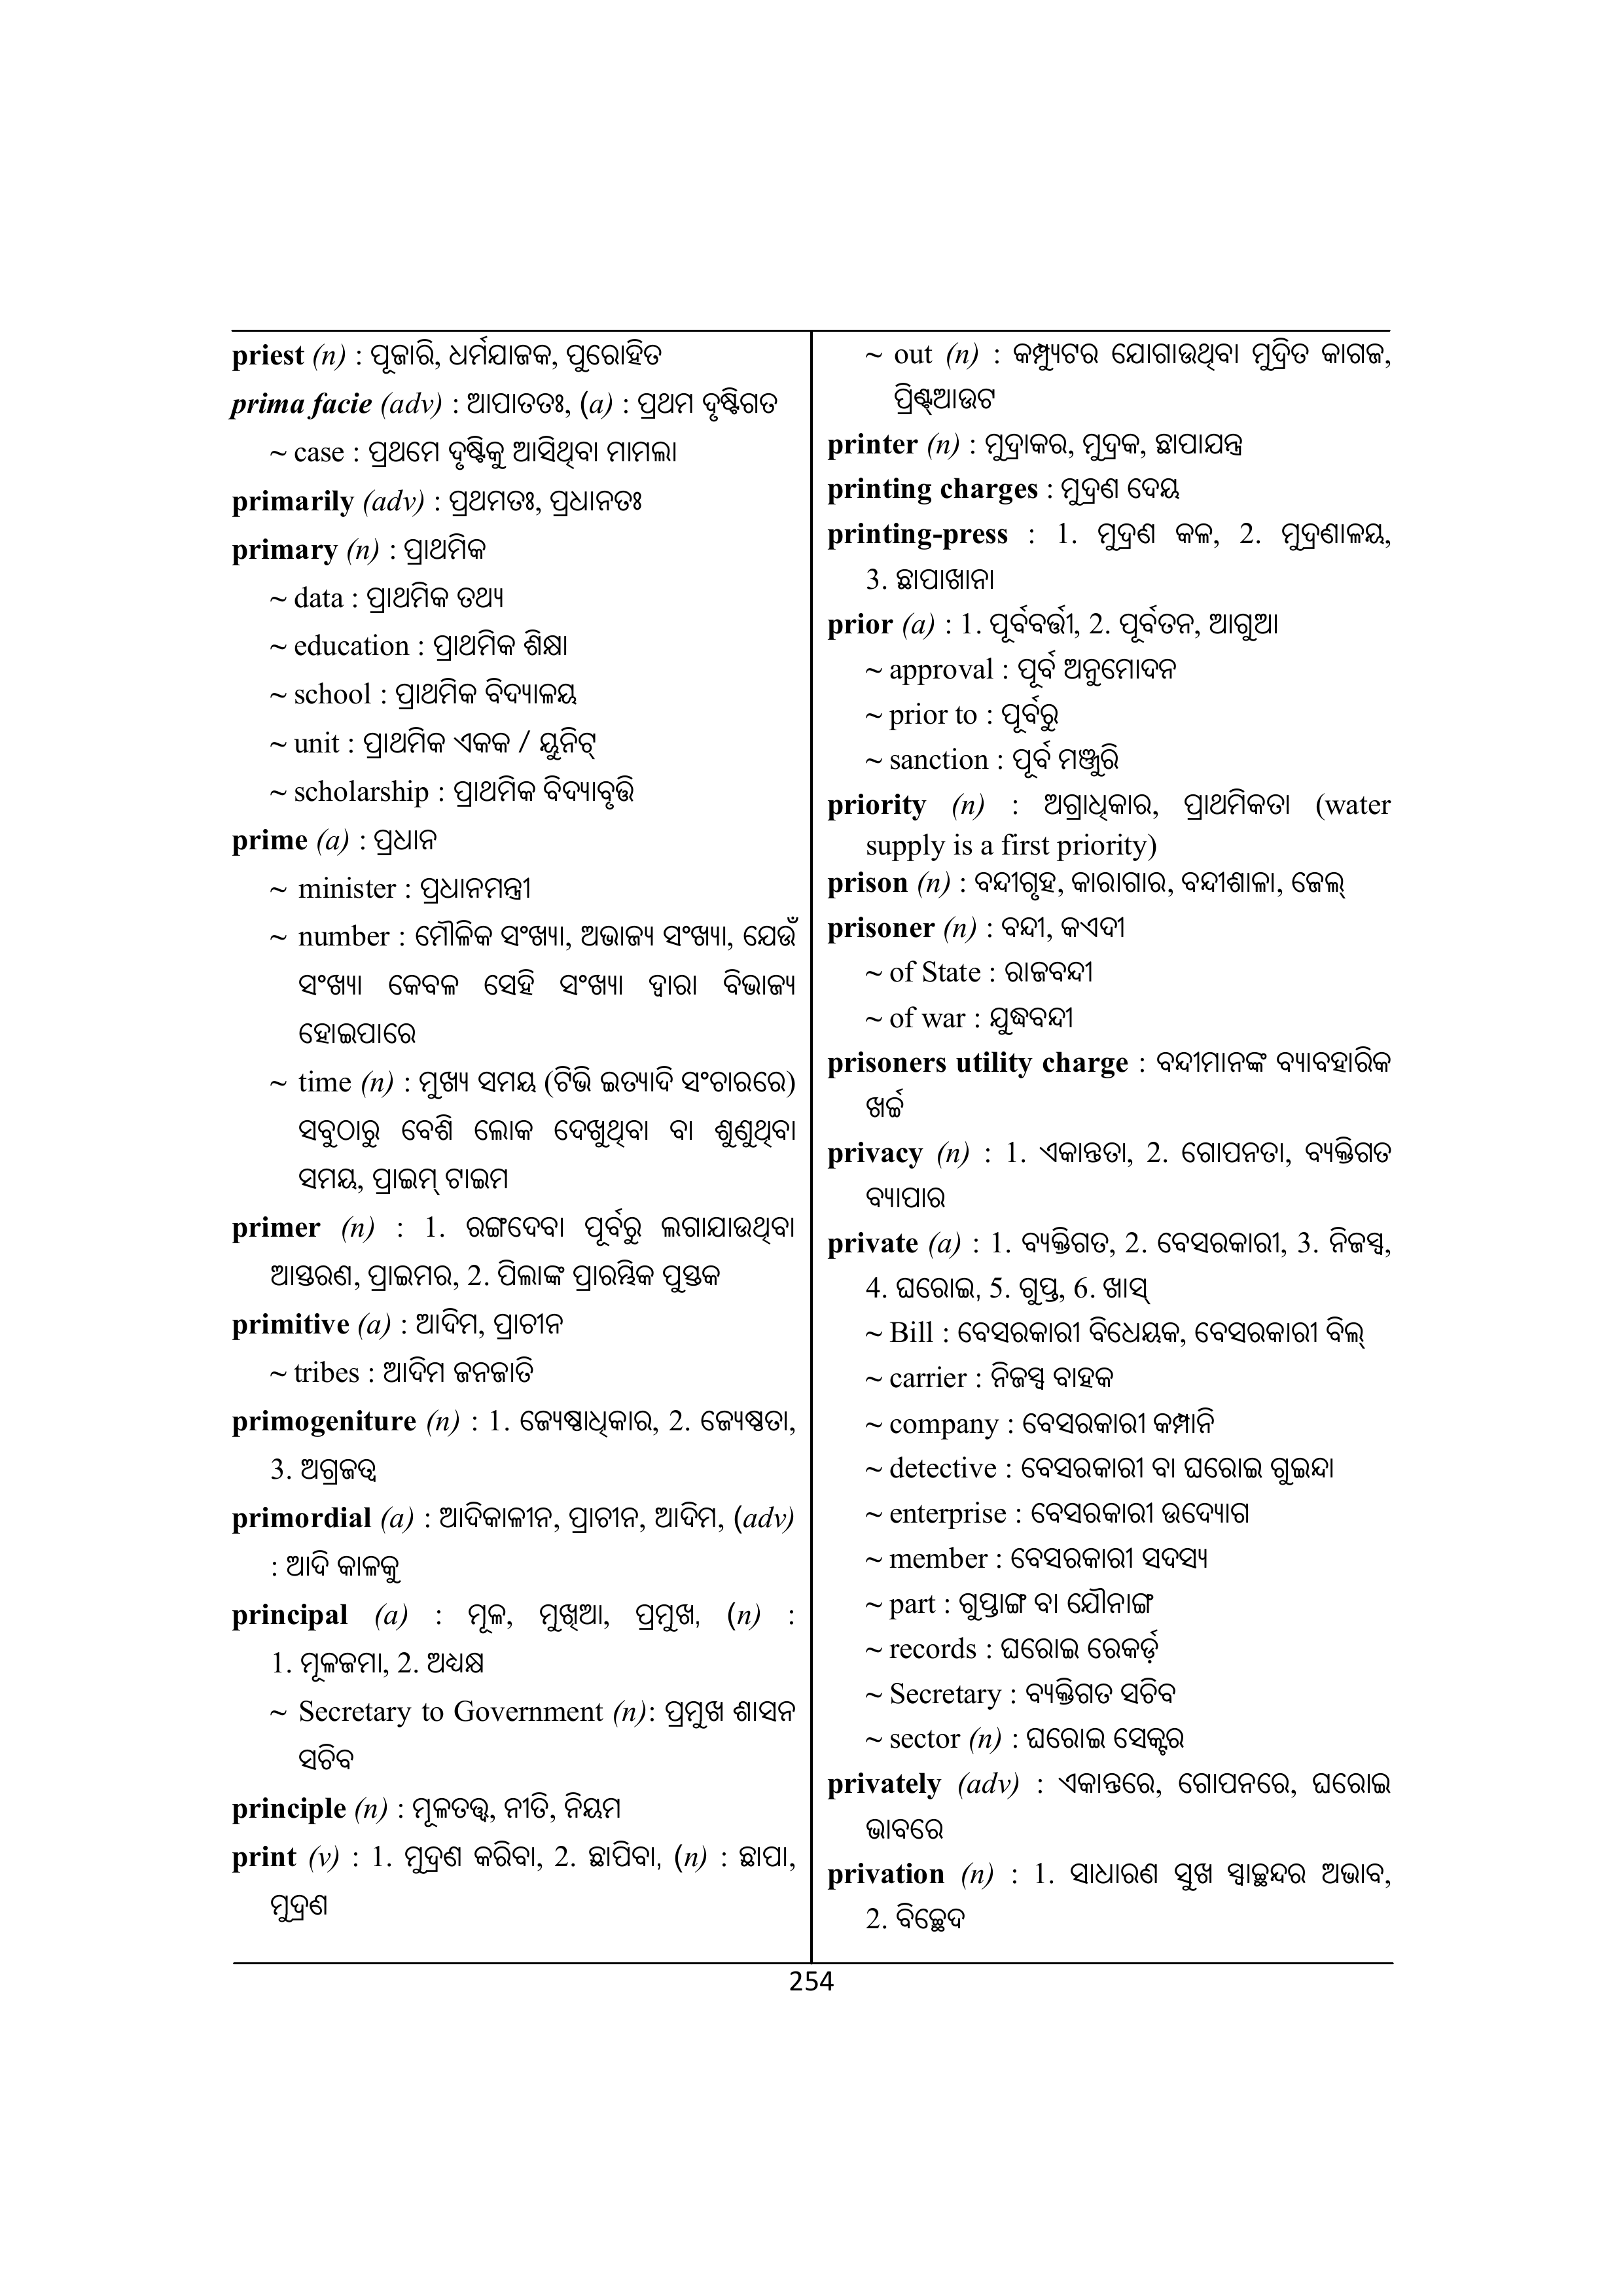 priest (n) : ପୂଜାରି, ଧର୍ମଯାଜକ, ପୁରୋହିତ
prima facie (adv) : ଆପାତତଃ, (a) : ପ୍ରଥମ ଦୃଷ୍ଟିଗତ
~ case : ପ୍ରଥମେ ଦୃଷ୍ଟିକୁ ଆସିଥିବା ମାମଲା
primarily (adv) : ପ୍ରଥମତଃ, ପ୍ରଧାନତଃ
primary (n) : ପ୍ରାଥମିକ
~ data : ପ୍ରାଥମିକ ତଥ୍ୟ
~ education : ପ୍ରାଥମିକ ଶିକ୍ଷା
~ school : ପ୍ରାଥମିକ ବିଦ୍ୟାଳୟ
~ unit : ପ୍ରାଥମିକ ଏକକ / ୟୁନିଟ୍
~ scholarship : ପ୍ରାଥମିକ ବିଦ୍ୟାବୃତ୍ତି
prime (a) : ପ୍ରଧାନ
~ minister : ପ୍ରଧାନମନ୍ତ୍ରୀ
~ number : ମୌଳିକ ସଂଖ୍ୟା, ଅଭାଜ୍ୟ ସଂଖ୍ୟା, ଯେଉଁ
ସଂଖ୍ୟା କେବଳ ସେହି ସଂଖ୍ୟା ଦ୍ୱାରା ବିଭାଜ୍ୟ
ହୋଇପାରେ
~ time (n) : ମୁଖ୍ୟ ସମୟ (ଟିଭି ଇତ୍ୟାଦି ସଂଚାରରେ)
ସବୁଠାରୁ ବେଶି ଲୋକ ଦେଖୁଥିବା ବା ଶୁଣୁଥିବା
ସମୟ, ପ୍ରାଇମ୍ ଟାଇମ
primer (n) : 1. ରଙ୍ଗଦେବା ପୂର୍ବରୁ ଲଗାଯାଉଥିବା
ଆସ୍ତରଣ, ପ୍ରାଇମର, 2. ପିଲାଙ୍କ ପ୍ରାରମ୍ଭିକ ପୁସ୍ତକ
primitive (a) : ଆଦିମ, ପ୍ରାଚୀନ
~ tribes : ଆଦିମ ଜନଜାତି
primogeniture (n) : 1. ଜ୍ୟେଷ୍ଠାଧିକାର, 2. ଜ୍ୟେଷ୍ଠତା,
3. ଅଗ୍ରଜତ୍ୱ
primordial (a) : ଆଦିକାଳୀନ, ପ୍ରାଚୀନ, ଆଦିମ, (adv)
: ଆଦି କାଳକୁ
principal (a) : ମୂଳ, ମୁଖିଆ, ପ୍ରମୁଖ, (n) :
1. ମୂଳଜମା, 2. ଅଧ୍ୟକ୍ଷ
~ Secretary to Government (n): ପ୍ରମୁଖ ଶାସନ
ସଚିବ
principle (n) : ମୂଳତତ୍ତ୍ୱ, ନୀତି, ନିୟମ
print (v) : 1. ମୁଦ୍ରଣ କରିବା, 2. ଛାପିବା, (n) : ଛାପା,
ମୁଦ୍ରଣ
~ out (n) : କମ୍ପ୍ୟୁଟର ଯୋଗାଉଥିବା ମୁଦ୍ରିତ କାଗଜ,
ପ୍ରିଣ୍ଟ୍‌ଆଉଟ
printer (n) : ମୁଦ୍ରାକର, ମୁଦ୍ରକ, ଛାପାଯନ୍ତ୍ର
printing charges : ମୁଦ୍ରଣ ଦେୟ
printing-press : 1. ମୁଦ୍ରଣ କଳ, 2. ମୁଦ୍ରଣାଳୟ,
3. ଛାପାଖାନା
prior (a) : 1. ପୂର୍ବବର୍ତ୍ତୀ, 2. ପୂର୍ବତନ, ଆଗୁଆ
~ approval : ପୂର୍ବ ଅନୁମୋଦନ
~ prior to : ପୂର୍ବରୁ
~ sanction : ପୂର୍ବ ମଞ୍ଜୁରି
priority (n) : ଅଗ୍ରାଧିକାର, ପ୍ରାଥମିକତା (water
supply is a first priority)
prison (n) : ବନ୍ଦୀଗୃହ, କାରାଗାର, ବନ୍ଦୀଶାଳା, ଜେଲ୍
prisoner (n) : ବନ୍ଦୀ, କଏଦୀ
~ of State : ରାଜବନ୍ଦୀ
~ of war : ଯୁଦ୍ଧବନ୍ଦୀ
prisoners utility charge : ବନ୍ଦୀମାନଙ୍କ ବ୍ୟାବହାରିକ
ଖର୍ଚ୍ଚ
privacy (n) : 1. ଏକାନ୍ତତା, 2. ଗୋପନତା, ବ୍ୟକ୍ତିଗତ
ବ୍ୟାପାର
private (a) : 1. ବ୍ୟକ୍ତିଗତ, 2. ବେସରକାରୀ, 3. ନିଜସ୍ୱ,
4. ଘରୋଇ, 5. ଗୁପ୍ତ, 6. ଖାସ୍
~ Bill : ବେସରକାରୀ ବିଧେୟକ, ବେସରକାରୀ ବିଲ୍
~ carrier : ନିଜସ୍ୱ ବାହକ
~ company : ବେସରକାରୀ କମ୍ପାନି
~ detective : ବେସରକାରୀ ବା ଘରୋଇ ଗୁଇନ୍ଦା
~ enterprise : ବେସରକାରୀ ଉଦ୍ୟୋଗ
~ member : ବେସରକାରୀ ସଦସ୍ୟ
~ part : ଗୁପ୍ତାଙ୍ଗ ବା ଯୌନାଙ୍ଗ
~ records : ଘରୋଇ ରେକର୍ଡ଼
~ Secretary : ବ୍ୟକ୍ତିଗତ ସଚିବ
~ sector (n) : ଘରୋଇ ସେକ୍ଟର
privately (adv) : ଏକାନ୍ତରେ, ଗୋପନରେ, ଘରୋଇ
ଭାବରେ
privation (n) : 1. ସାଧାରଣ ସୁଖ ସ୍ୱାଚ୍ଛନ୍ଦର ଅଭାବ,
2. ବିଚ୍ଛେଦ
254